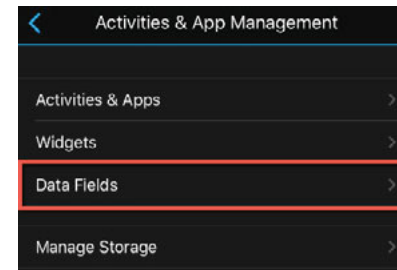 Activities & App Management
Activities & Apps
Widgets
Data Fields
Manage Storage